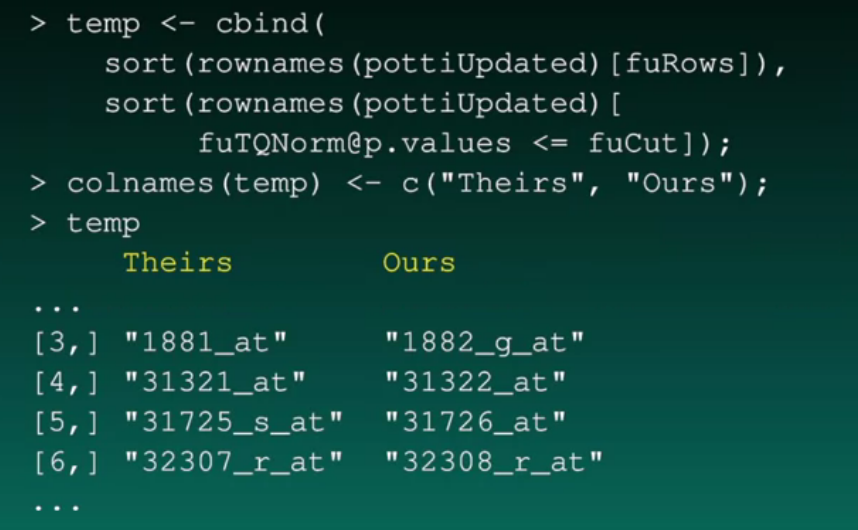 > temp <- cbind(
sort(rownames(pottiUpdated)[fuRows]),
sort(rownames(pottiUpdated)[
fuTQNorm@p.values <= fuCut]);
> colnames(temp) <- c("Theirs", "Ours");
> temp
Theirs Ours
...
[3,] "1881_at" "1882_g_at"
[4,] "31321_at" "31322_at"
[5,] "31725_s_at" "31726_at"
[6,] "32307_r_at" "32308_r_at"
...